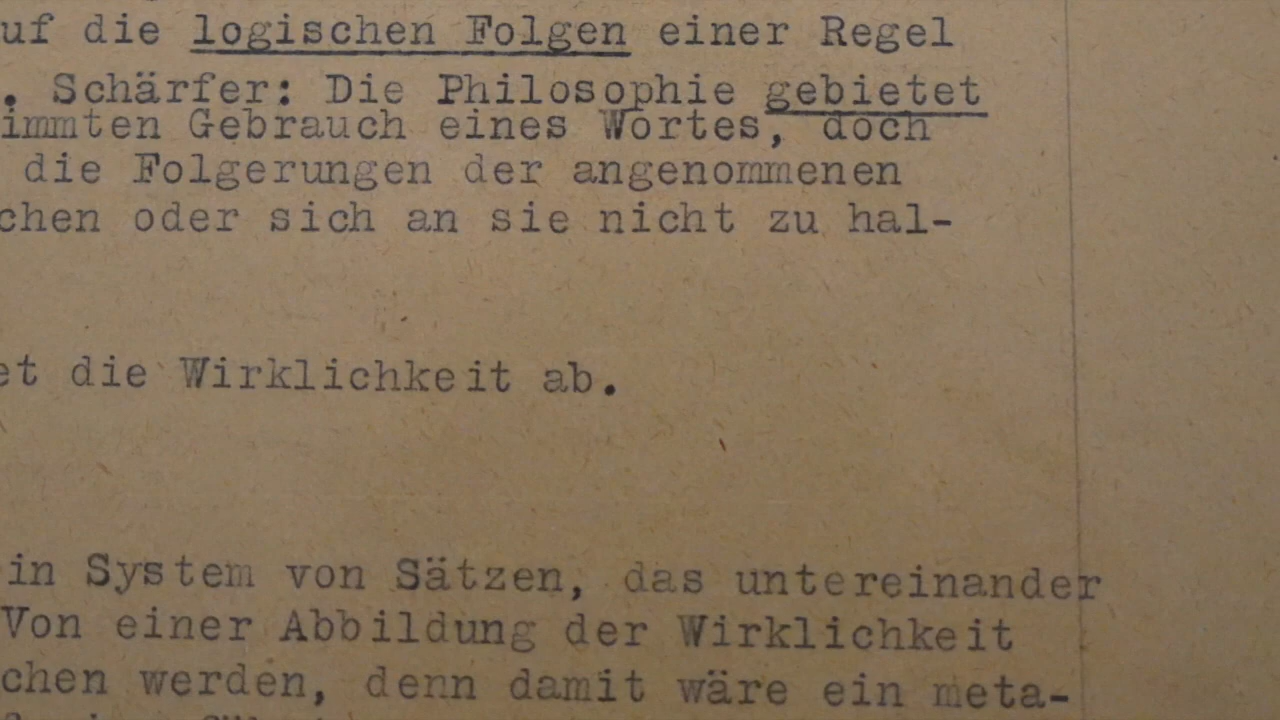 uf die logischen Folgen einer Regel
. Schärfer: Die Philosophie gebietet
immten Gebrauch eines Wortes, doch
die Folgerungen der angenommenen
chen oder sich an sie nicht zu hal-
et die Wirklichkeit ab.
in System von Sätzen, das untereinander
Von einer Abbildung der Wirklichkeit
chen werden, denn damit wäre ein meta-